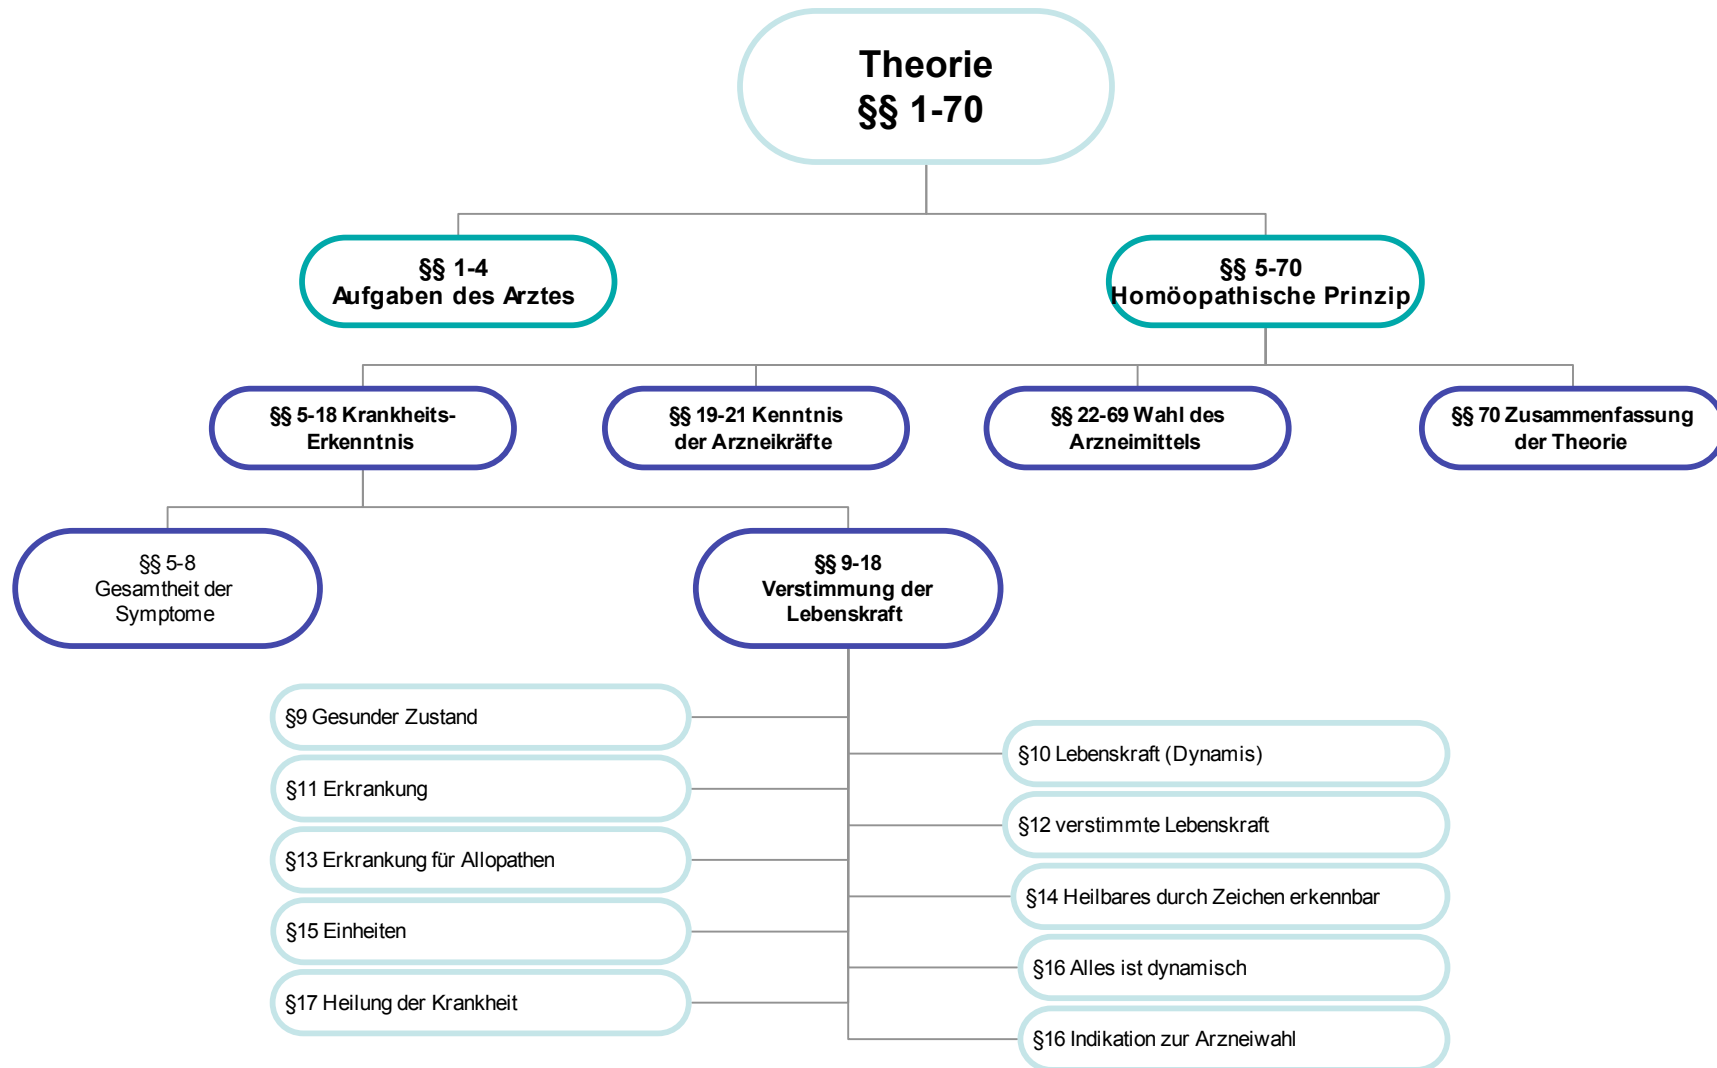 Theorie
§§ 1-70
§§ 1-4
Aufgaben des Arztes
§§ 5-70
Homöopathische Prinzip
§§ 5-18 Krankheits-
Erkenntnis
§§ 19-21 Kenntnis
der Arzneikräfte
§§ 22-69 Wahl des
Arzneimittels
§§ 70 Zusammenfassung
der Theorie
§§ 5-8
Gesamtheit der
Symptome
§§ 9-18
Verstimmung der
Lebenskraft
§9 Gesunder Zustand
§10 Lebenskraft (Dynamis)
§11 Erkrankung
§12 verstimmte Lebenskraft
§13 Erkrankung für Allopathen
§14 Heilbares durch Zeichen erkennbar
§15 Einheiten
§16 Alles ist dynamisch
§17 Heilung der Krankheit
§16 Indikation zur Arzneiwahl